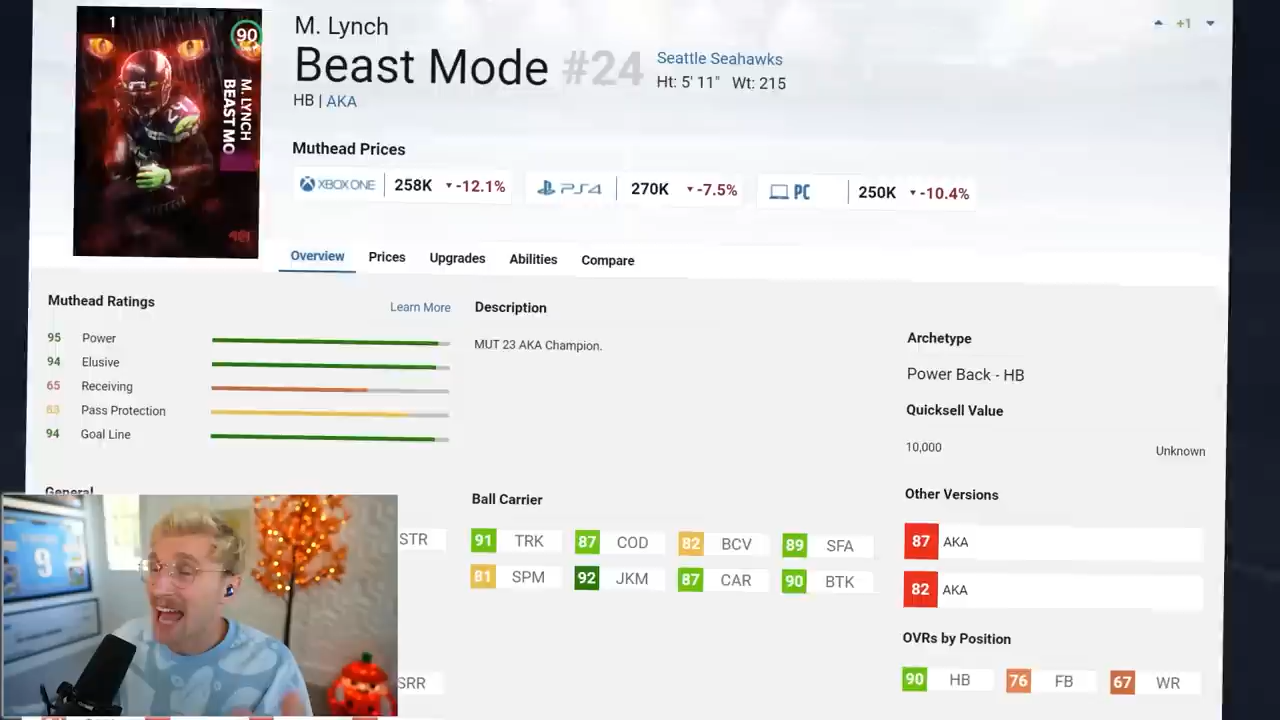 1
90
M. LYNCH
BEAST MO
M. Lynch
Beast Mode #24
Seattle Seahawks
Ht: 5' 11" Wt: 215
HB | AKA
+1
Muthead Prices
XBOX ONE 258K -12.1%
PS4 270K -7.5%
PC 250K -10.4%
Overview Prices Upgrades Abilities Compare
Muthead Ratings Learn More
95 Power
94 Elusive
65 Receiving
83 Pass Protection
94 Goal Line
Description
MUT 23 AKA Champion.
Archetype
Power Back - HB
Quicksell Value
10,000 Unknown
General
STR
SRR
9
Ball Carrier
91 TRK 87 COD 82 BCV 89 SFA
81 SPM 92 JKM 87 CAR 90 BTK
Other Versions
87 AKA
82 AKA
OVRs by Position
90 HB 76 FB 67 WR